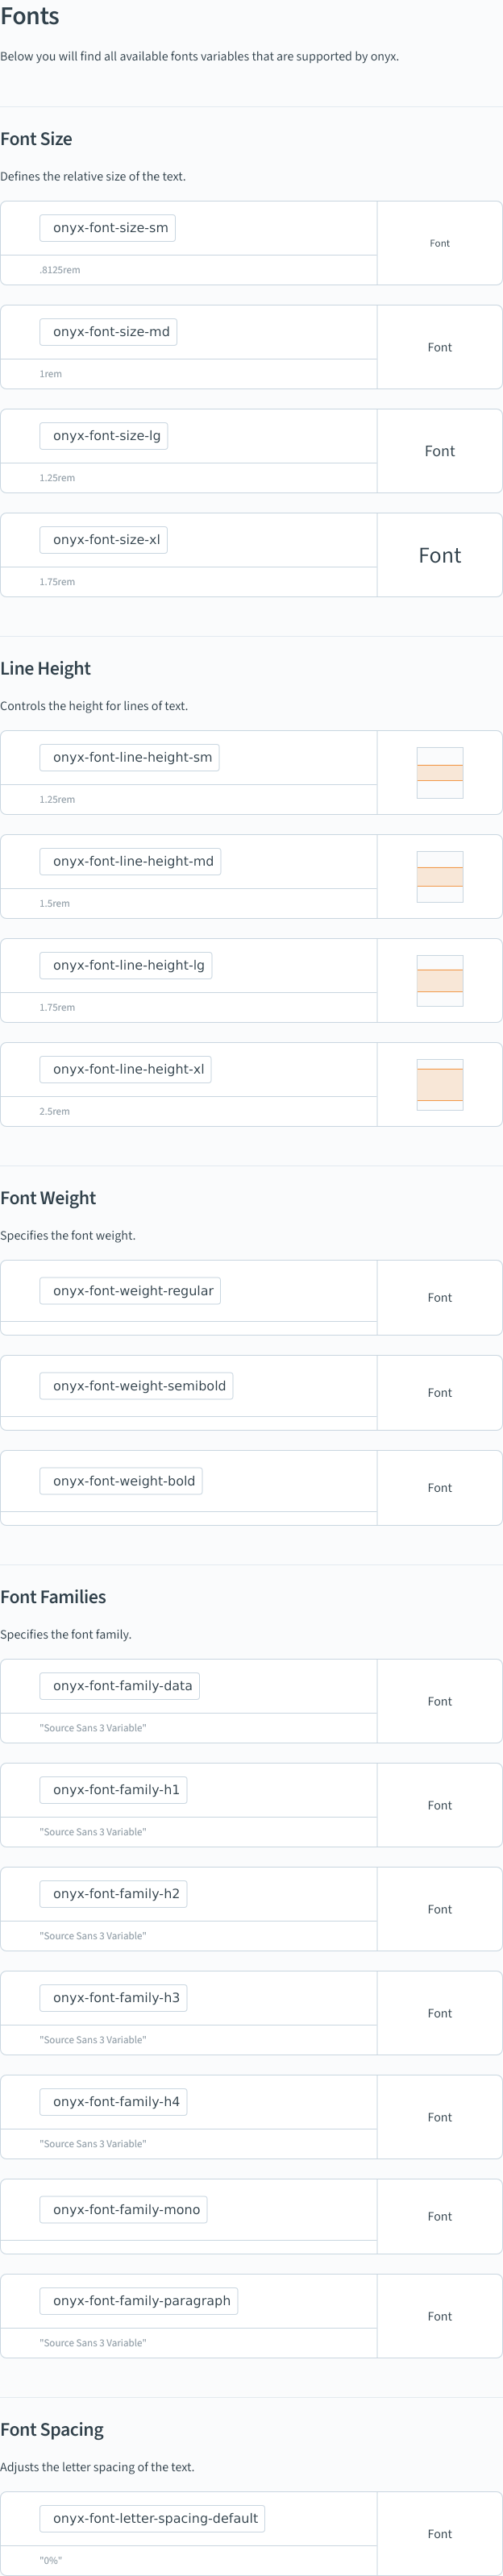 Fonts
Below you will find all available fonts variables that are supported by onyx.
Font Size
Defines the relative size of the text.
onyx-font-size-sm
.8125rem
Font
onyx-font-size-md
1rem
Font
onyx-font-size-lg
1.25rem
Font
onyx-font-size-xl
1.75rem
Font
Line Height
Controls the height for lines of text.
onyx-font-line-height-sm
1.25rem
onyx-font-line-height-md
1.5rem
onyx-font-line-height-lg
1.75rem
onyx-font-line-height-xl
2.5rem
Font Weight
Specifies the font weight.
onyx-font-weight-regular
Font
onyx-font-weight-semibold
Font
onyx-font-weight-bold
Font
Font Families
Specifies the font family.
onyx-font-family-data
"Source Sans 3 Variable"
Font
onyx-font-family-h1
"Source Sans 3 Variable"
Font
onyx-font-family-h2
"Source Sans 3 Variable"
Font
onyx-font-family-h3
"Source Sans 3 Variable"
Font
onyx-font-family-h4
"Source Sans 3 Variable"
Font
onyx-font-family-mono
Font
onyx-font-family-paragraph
"Source Sans 3 Variable"
Font
Font Spacing
Adjusts the letter spacing of the text.
onyx-font-letter-spacing-default
"0%"
Font